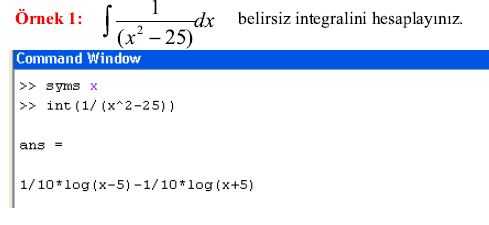 Örnek 1: ∫ 1/(x² – 25) dx belirsiz integralini hesaplayınız.
Command Window
>> syms x
>> int(1/(x^2-25))
ans =
1/10*log(x-5)-1/10*log(x+5)